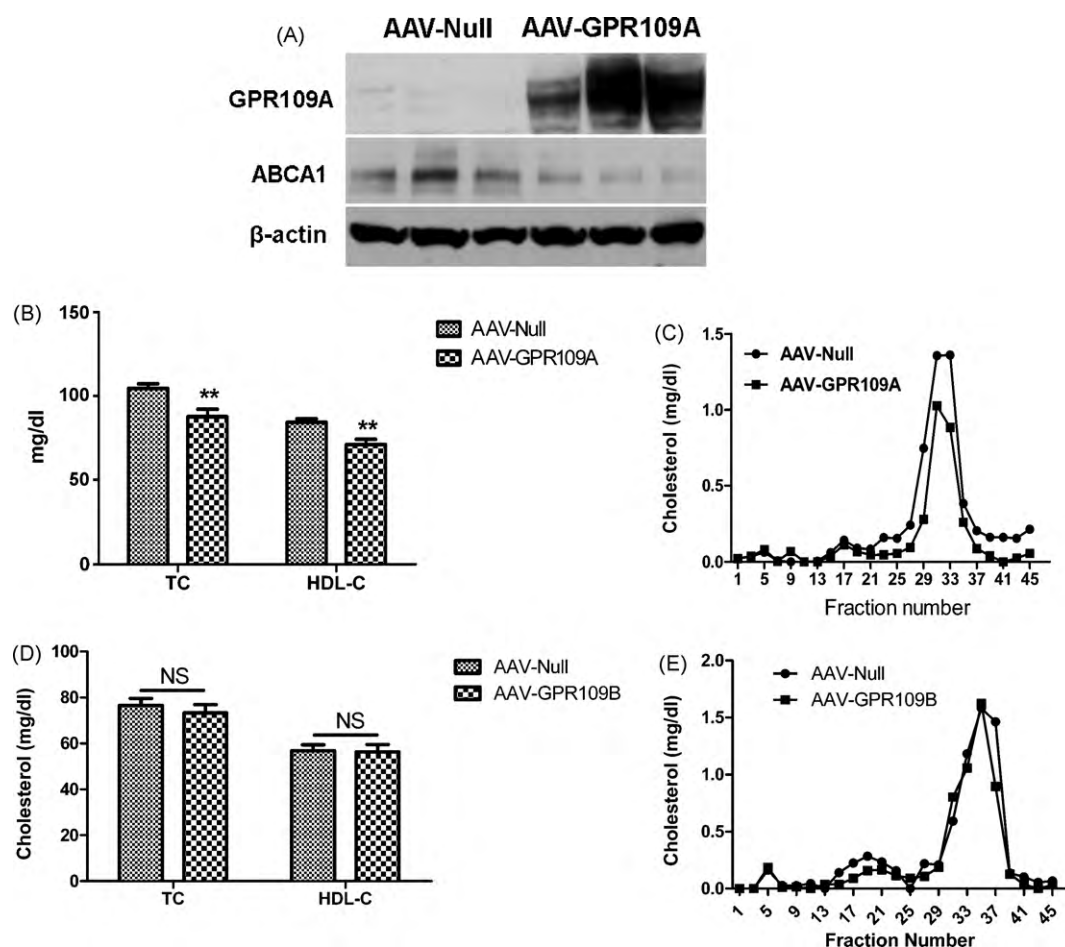 (A) AAV-Null AAV-GPR109A
GPR109A
ABCA1
β-actin
(B)
150
100
50
0
mg/dl
**
**
TC HDL-C
AAV-Null
AAV-GPR109A
(C)
1.5
1.0
0.5
0.0
Cholesterol (mg/dl)
AAV-Null
AAV-GPR109A
1 5 9 13 17 21 25 29 33 37 41 45
Fraction number
(D)
100
80
60
40
20
0
Cholesterol (mg/dl)
NS
NS
TC HDL-C
AAV-Null
AAV-GPR109B
(E)
2.0
1.5
1.0
0.5
0.0
Cholesterol (mg/dl)
AAV-Null
AAV-GPR109B
1 5 9 13 17 21 25 29 33 37 41 45
Fraction Number